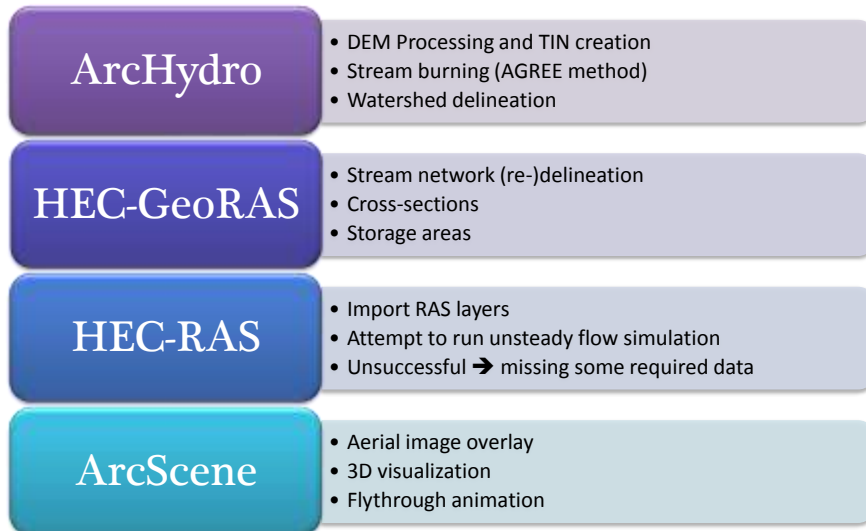 ArcHydro
• DEM Processing and TIN creation
• Stream burning (AGREE method)
• Watershed delineation
HEC-GeoRAS
• Stream network (re-)delineation
• Cross-sections
• Storage areas
HEC-RAS
• Import RAS layers
• Attempt to run unsteady flow simulation
• Unsuccessful ➔ missing some required data
ArcScene
• Aerial image overlay
• 3D visualization
• Flythrough animation